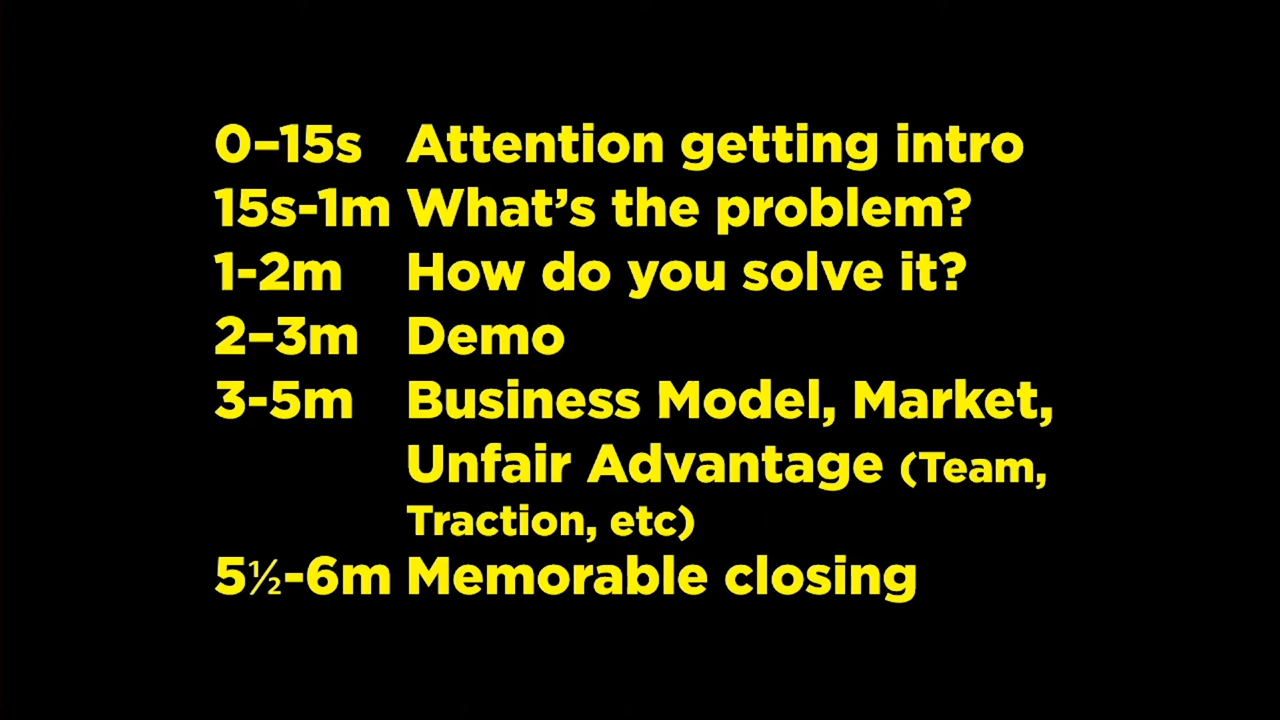 0–15s Attention getting intro
15s-1m What’s the problem?
1-2m How do you solve it?
2–3m Demo
3-5m Business Model, Market,
Unfair Advantage (Team,
Traction, etc)
5½-6m Memorable closing